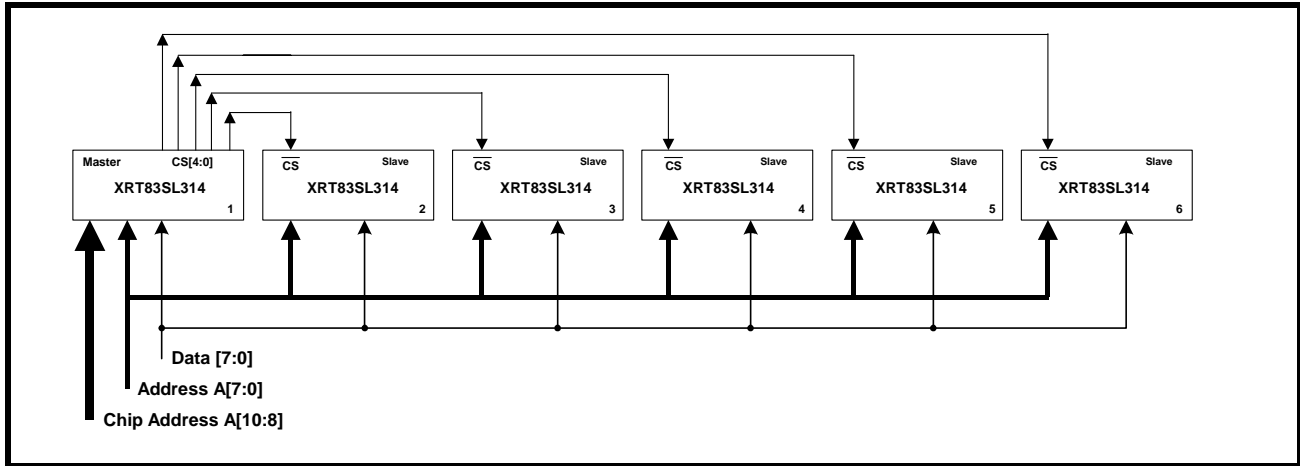 Master CS[4:0]
XRT83SL314
1
CS Slave
XRT83SL314
2
CS Slave
XRT83SL314
3
CS Slave
XRT83SL314
4
CS Slave
XRT83SL314
5
CS Slave
XRT83SL314
6
Data [7:0]
Address A[7:0]
Chip Address A[10:8]